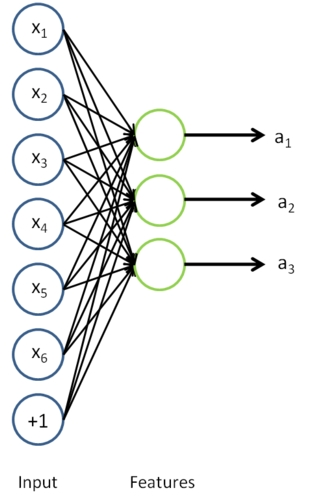 x1
x2
x3
x4
x5
x6
+1
a1
a2
a3
Input
Features